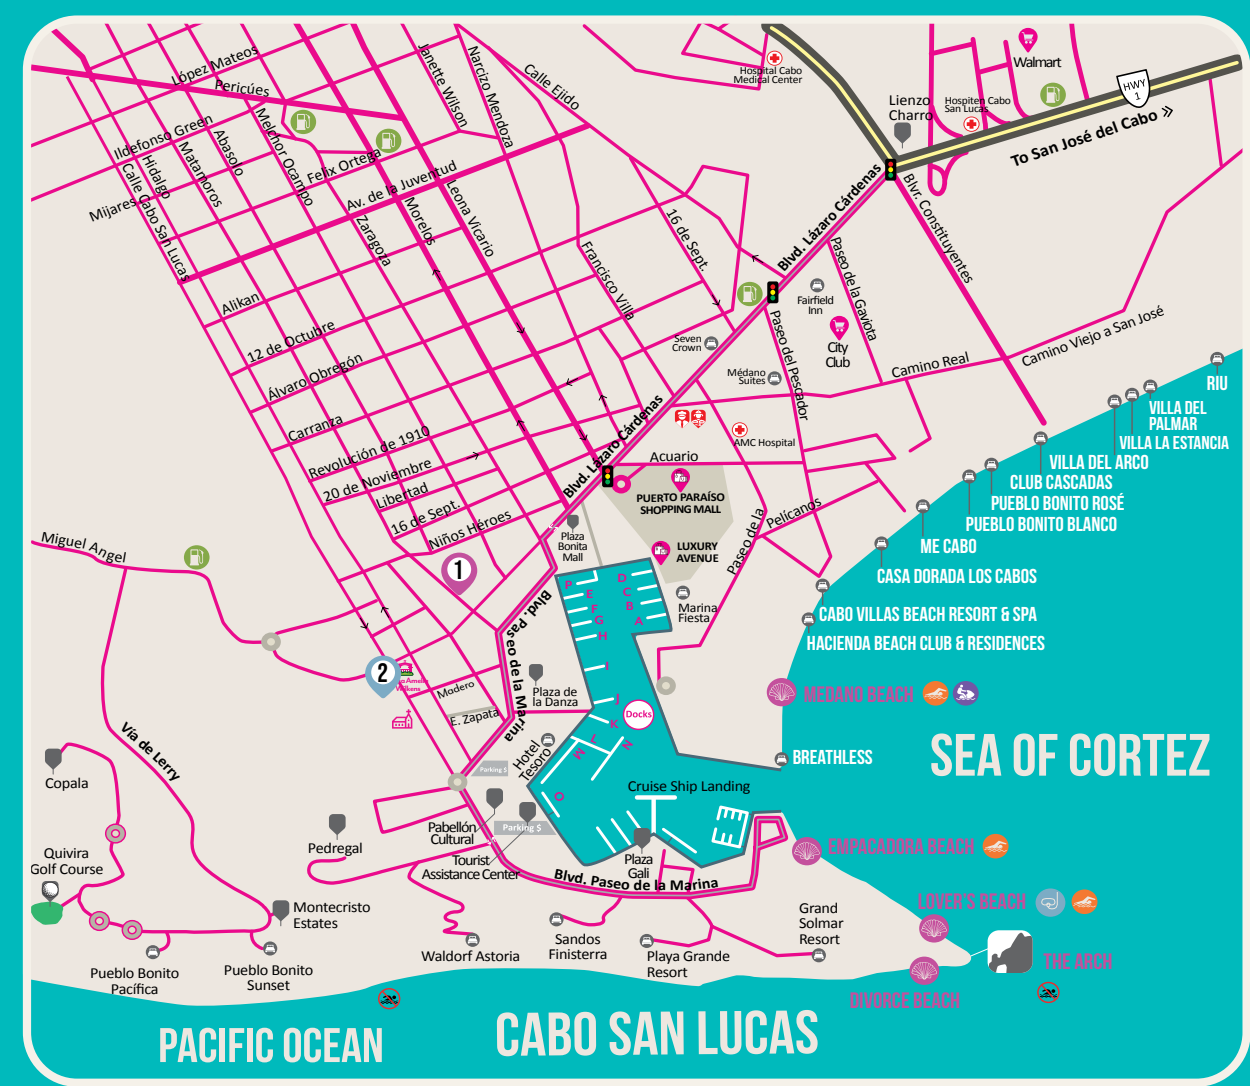 López Mateos
Pericúes
Ildefonso Green
Mijares
Hidalgo
Calle Cabo San Lucas
Matamoros
Abasolo
Melchor Ocampo
Felix Ortega
Av. de la Juventud
Zaragoza
Morelos
Leona Vicario
Janette Wilson
Narcizo Mendoza
Calle Ejido
Hospital Cabo
Medical Center
Walmart
Lienzo
Charro
Hospiten Cabo
San Lucas
HWY
1
To San José del Cabo
16 de Sept.
Francisco Villa
Blvd. Lázaro Cárdenas
Blvr. Constituyentes
Paseo de la Gaviota
Fairfield
Inn
City
Club
Paseo del Pescador
Seven
Crown
Médano
Suites
Camino Real
Camino Viejo a San José
Alikan
12 de Octubre
Álvaro Obregón
Carranza
Revolución de 1910
20 de Noviembre
Libertad
16 de Sept.
Niños Héroes
Blvd. Lázaro Cárdenas
AMC Hospital
Acuario
PUERTO PARAÍSO
SHOPPING MALL
LUXURY
AVENUE
Plaza
Bonita
Mall
Pelícanos
Paseo de la
Marina
Fiesta
RIU
VILLA DEL
PALMAR
VILLA LA ESTANCIA
VILLA DEL ARCO
CLUB CASCADAS
PUEBLO BONITO ROSÉ
PUEBLO BONITO BLANCO
ME CABO
CASA DORADA LOS CABOS
CABO VILLAS BEACH RESORT & SPA
HACIENDA BEACH CLUB & RESIDENCES
MEDANO BEACH
BREATHLESS
SEA OF CORTEZ
Miguel Angel
1
2
Modero
E. Zapata
Blvd. Paseo de la Marina
Plaza de
la Danza
P
E
F
G
H
I
J
K
L
M
N
O
D
C
B
A
Docks
Hotel
Tesoro
Parking $
Parking $
Cruise Ship Landing
Vía de Lerry
Copala
Quivira
Golf Course
Pedregal
Pabellón
Cultural
Tourist
Assistance Center
Plaza
Gali
Blvd. Paseo de la Marina
EMPACADORA BEACH
LOVER'S BEACH
THE ARCH
DIVORCE BEACH
Montecristo
Estates
Pueblo Bonito
Pacífica
Pueblo Bonito
Sunset
Waldorf Astoria
Sandos
Finisterra
Playa Grande
Resort
Grand
Solmar
Resort
PACIFIC OCEAN
CABO SAN LUCAS